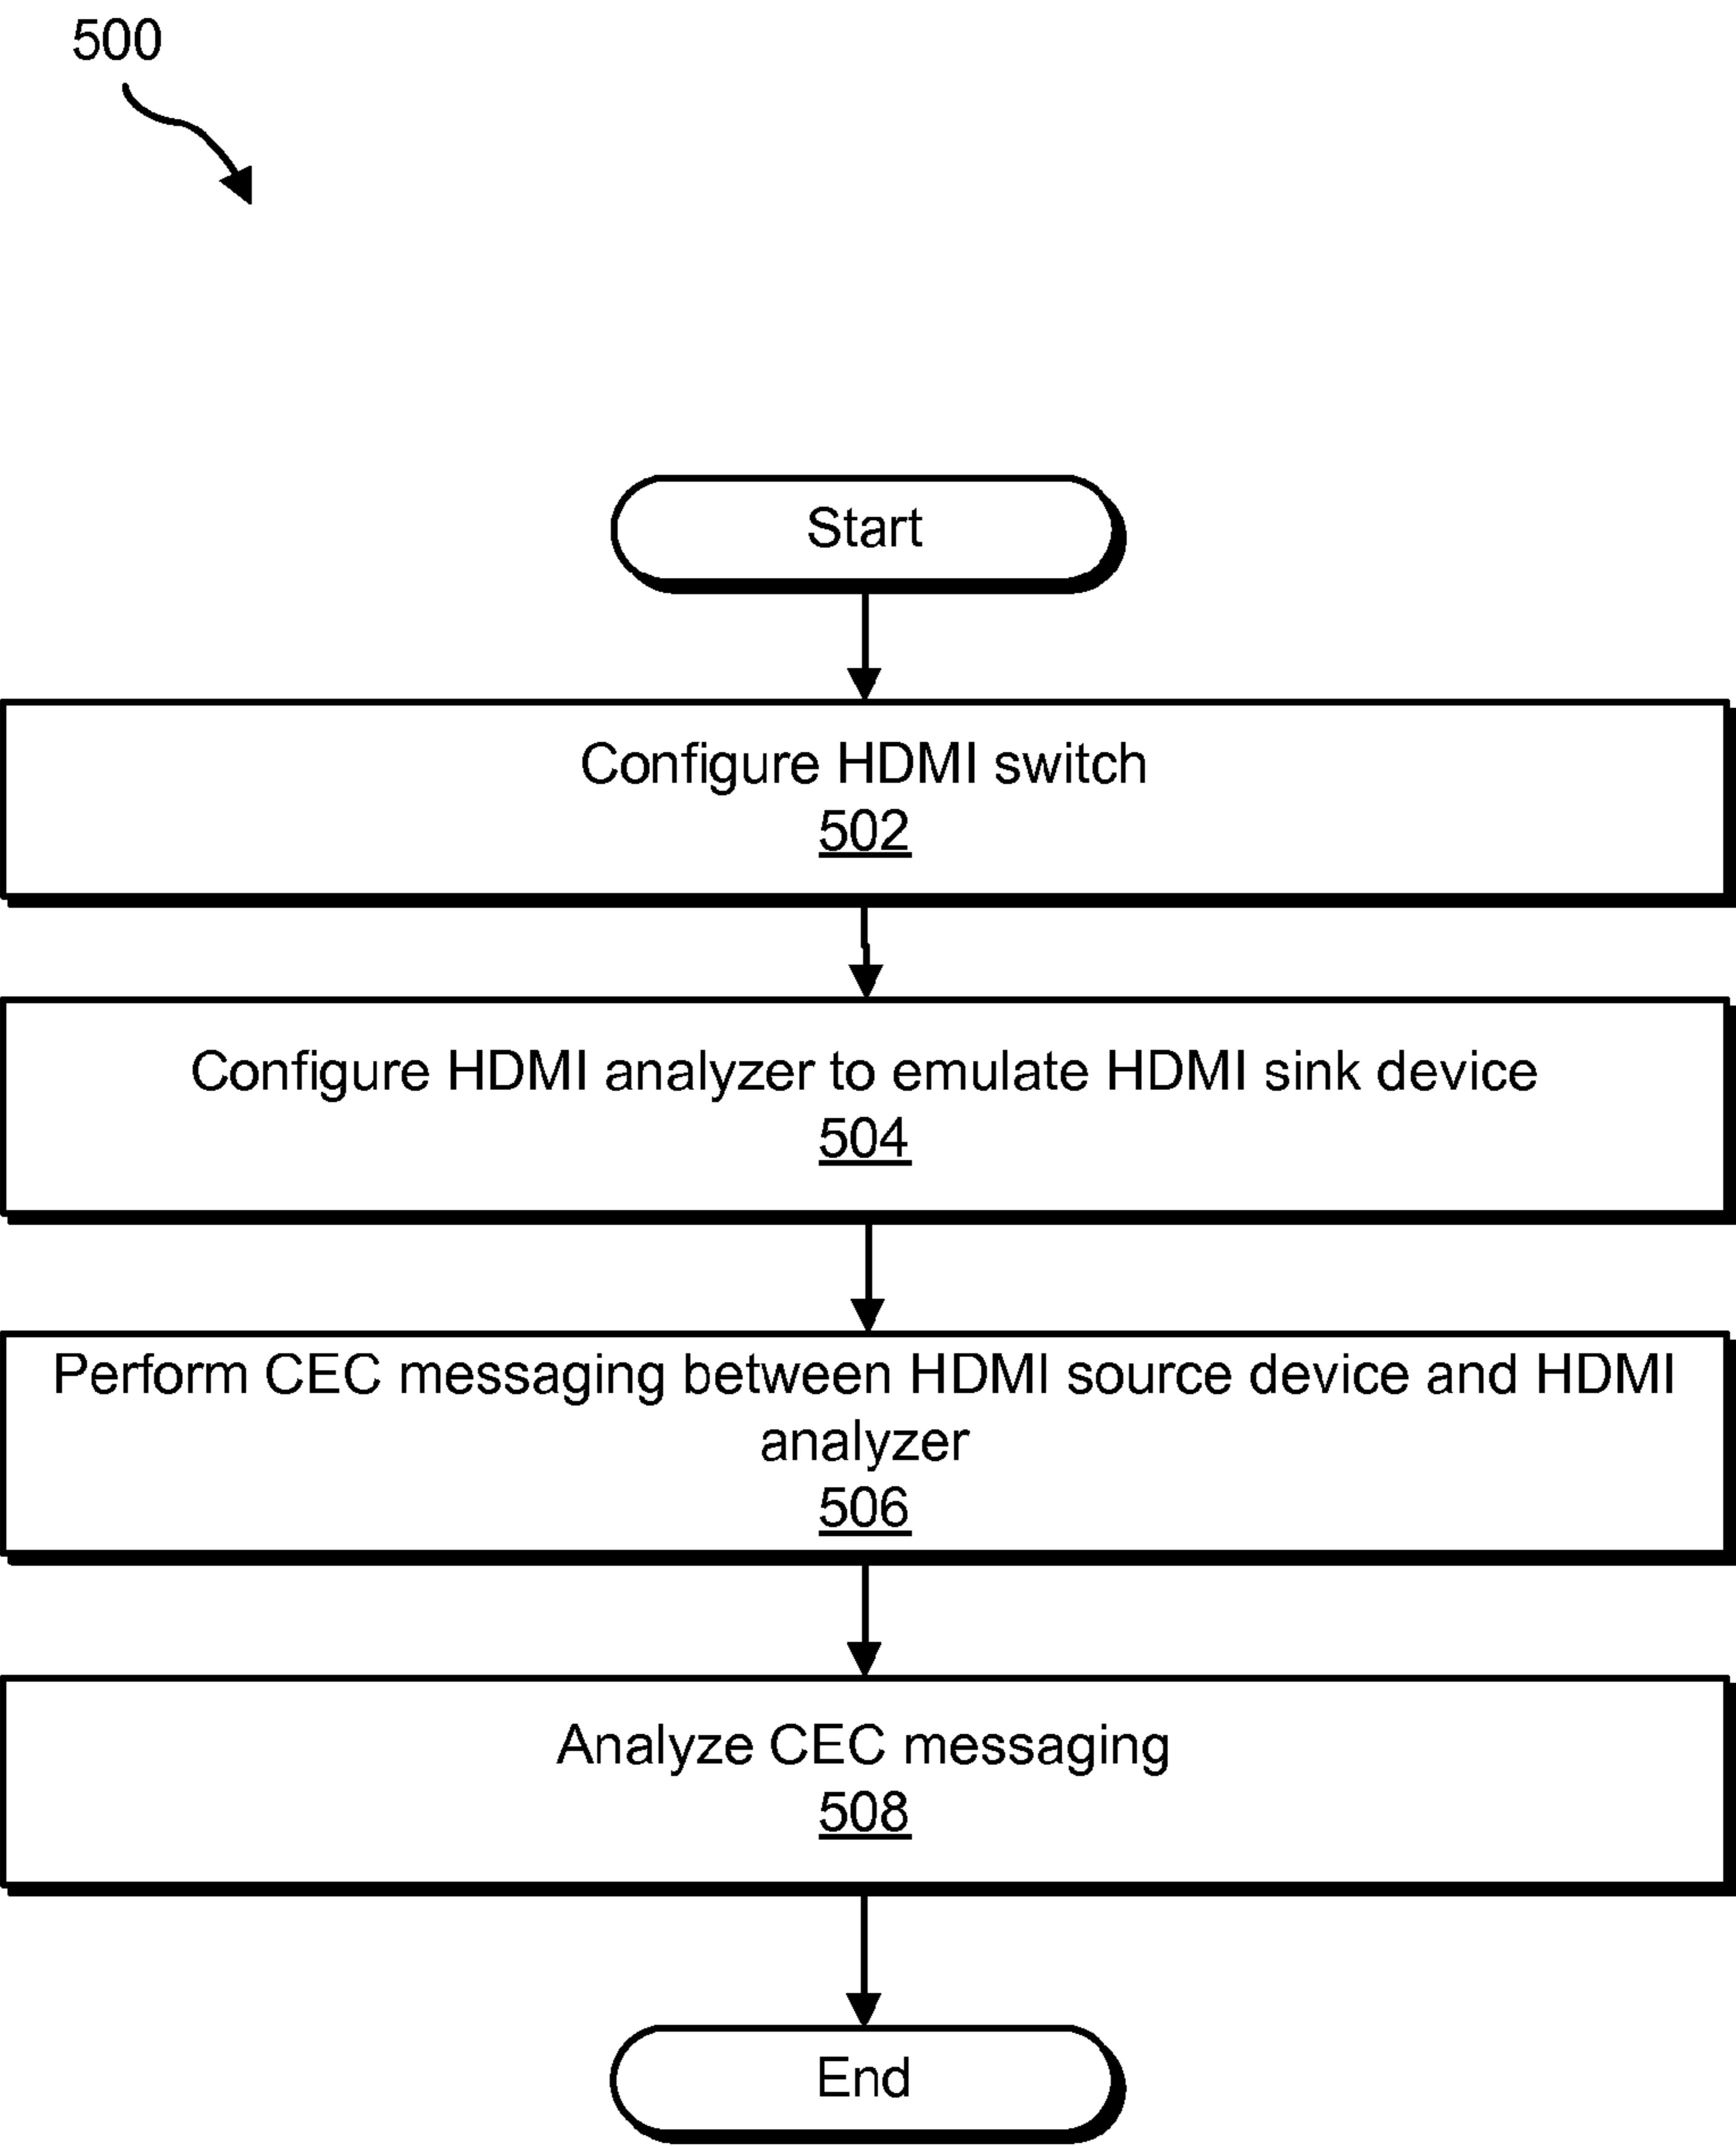 500
Start
Configure HDMI switch
502
Configure HDMI analyzer to emulate HDMI sink device
504
Perform CEC messaging between HDMI source device and HDMI
analyzer
506
Analyze CEC messaging
508
End